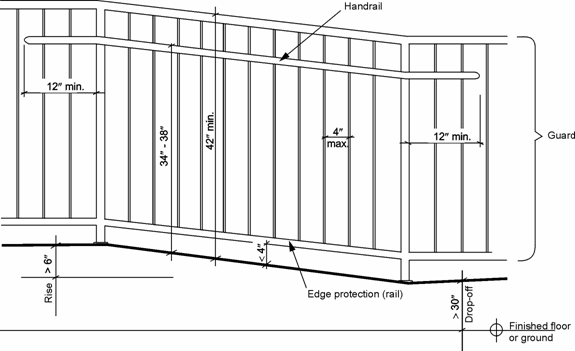 Handrail
12" min.
34" - 38"
42" min.
4"
max.
12" min.
Guard
< 4"
Rise > 6"
Edge protection (rail)
> 30"
Drop-off
Finished floor
or ground